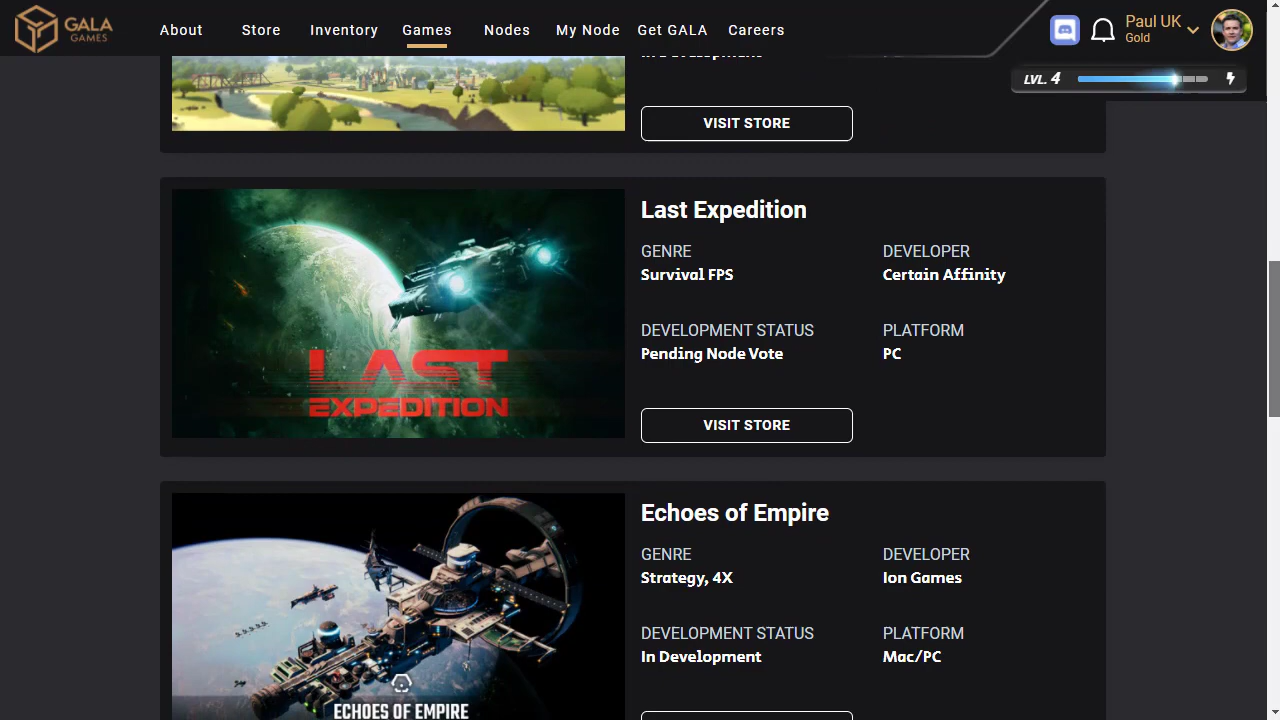 GALA
GAMES
About
Store
Inventory
Games
Nodes
My Node
Get GALA
Careers
Paul UK
Gold
LVL. 4
VISIT STORE
LAST
EXPEDITION
Last Expedition
GENRE
DEVELOPER
Survival FPS
Certain Affinity
DEVELOPMENT STATUS
PLATFORM
Pending Node Vote
PC
VISIT STORE
ECHOES OF EMPIRE
Echoes of Empire
GENRE
DEVELOPER
Strategy, 4X
Ion Games
DEVELOPMENT STATUS
PLATFORM
In Development
Mac/PC